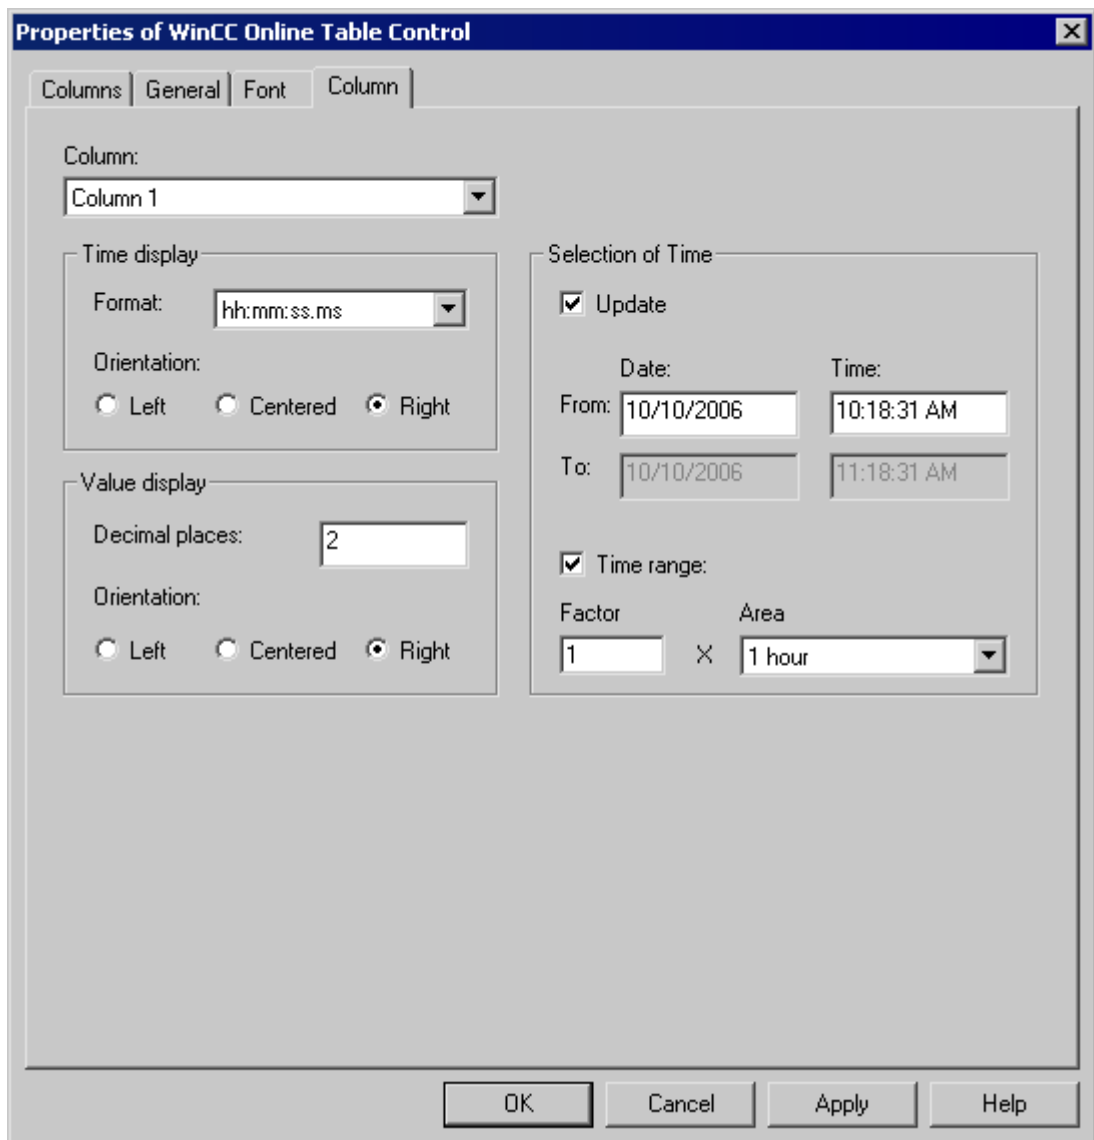 Properties of WinCC Online Table Control
Columns General Font Column
Column:
Column 1
Time display
Format: hh:mm:ss.ms
Orientation:
Left Centered Right
Value display
Decimal places: 2
Orientation:
Left Centered Right
Selection of Time
Update
Date: Time:
From: 10/10/2006 10:18:31 AM
To: 10/10/2006 11:18:31 AM
Time range:
Factor Area
1 X 1 hour
OK Cancel Apply Help